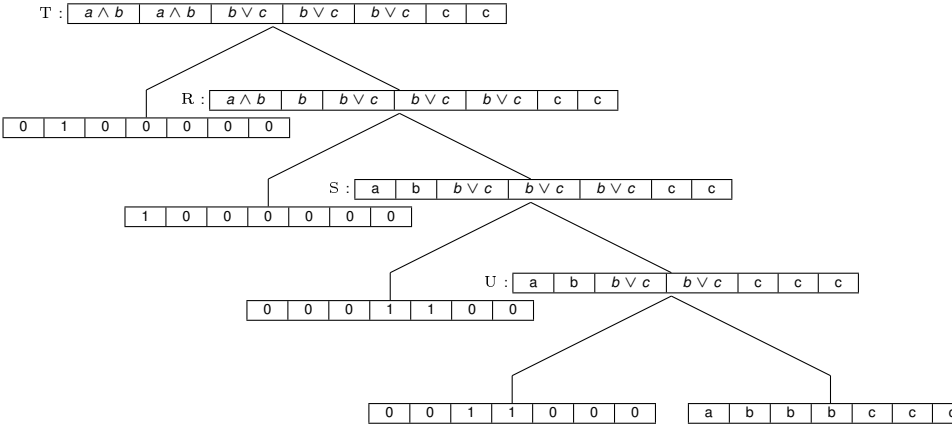 T : a ∧ b a ∧ b b ∨ c b ∨ c b ∨ c c c
R : a ∧ b b b ∨ c b ∨ c b ∨ c c c
0 1 0 0 0 0 0
S : a b b ∨ c b ∨ c b ∨ c c c
1 0 0 0 0 0 0
U : a b b ∨ c b ∨ c c c c
0 0 0 1 1 0 0
0 0 1 1 0 0 0 a b b b c c c